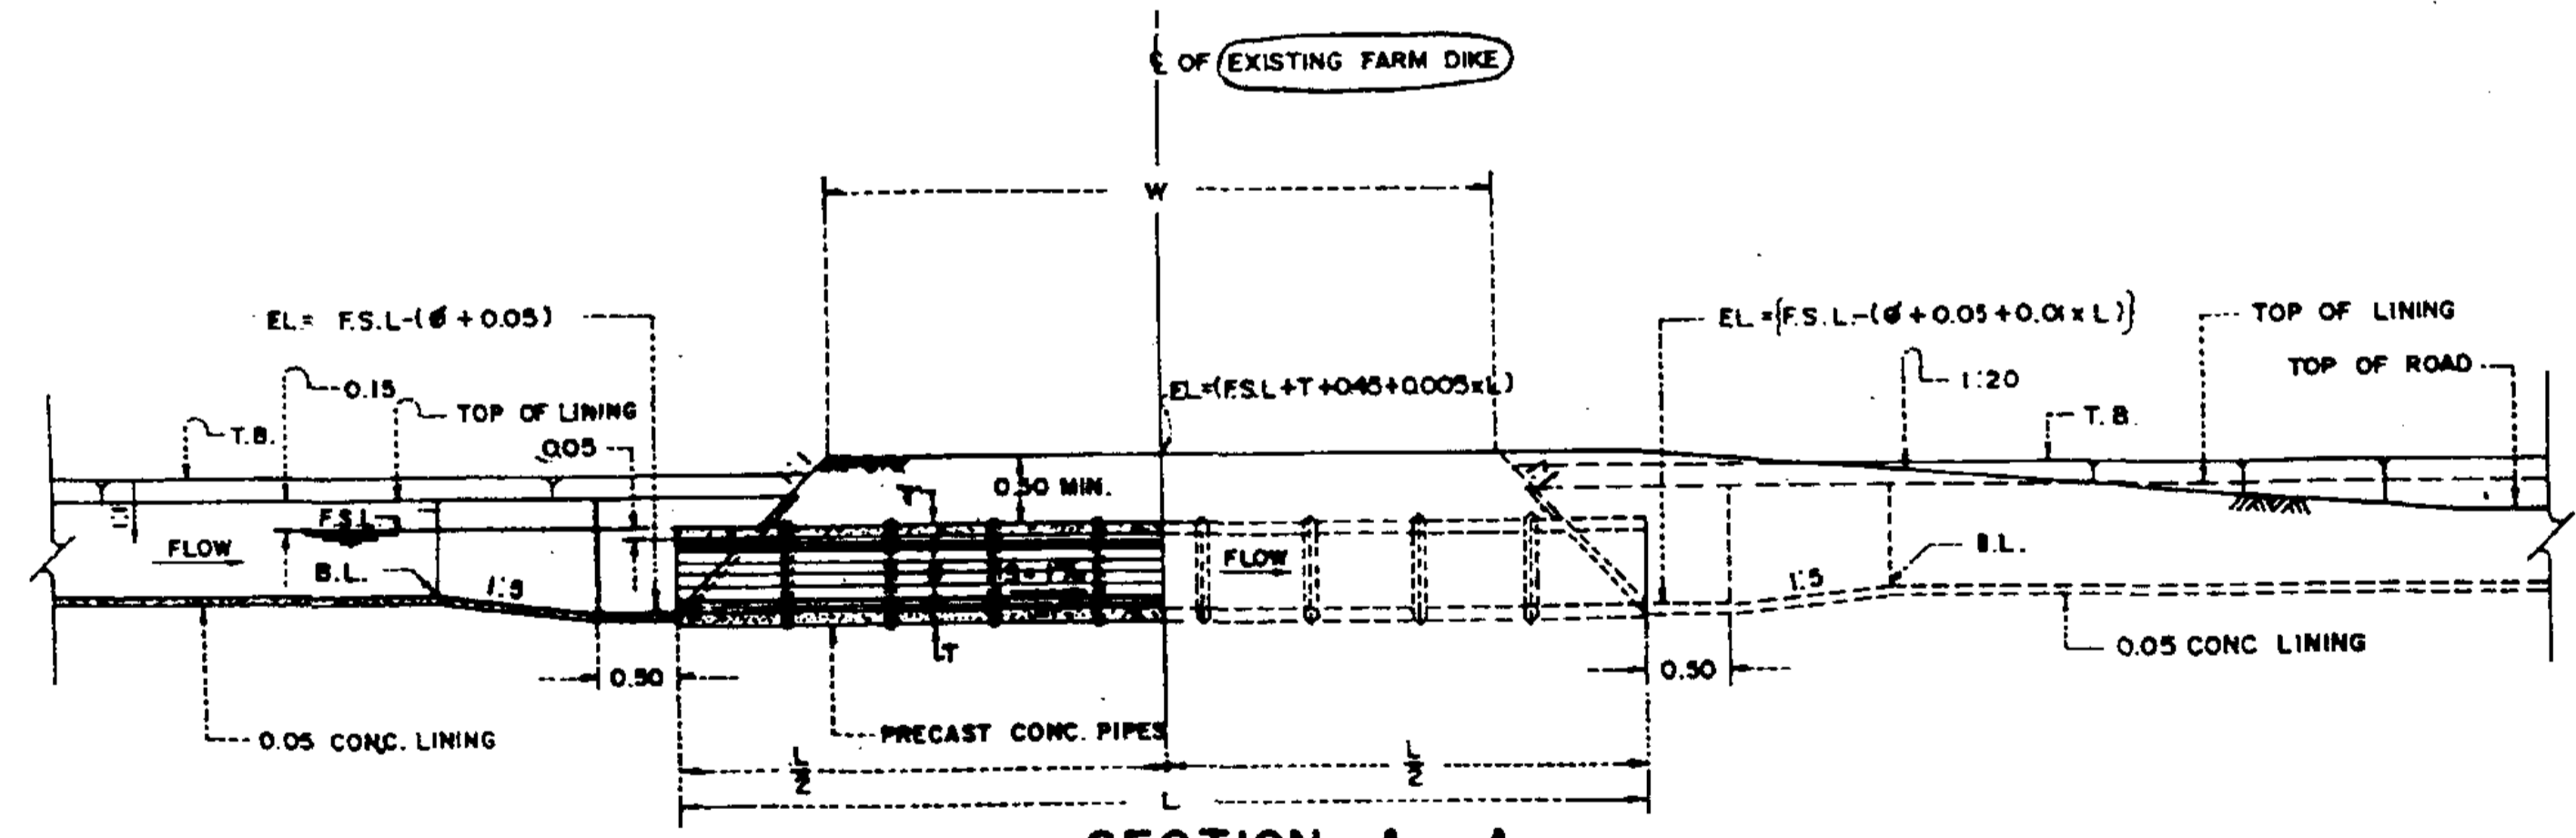 ℄ OF EXISTING FARM DIKE
W
EL= F.S.L-(ø + 0.05)
EL={F.S.L.-(ø + 0.05 + 0.01 x L)}
TOP OF LINING
TOP OF ROAD
0.15
TOP OF LINING
T.B.
0.05
EL=(F.S.L+T+0.45+0.005xL)
1:20
T.B.
0.50 MIN.
T
F.S.L
FLOW
B.L.
1:5
FLOW
1:5
B.L.
T
0.50
0.50
0.05 CONC LINING
0.05 CONC. LINING
PRECAST CONC. PIPES
L/2
L/2
L